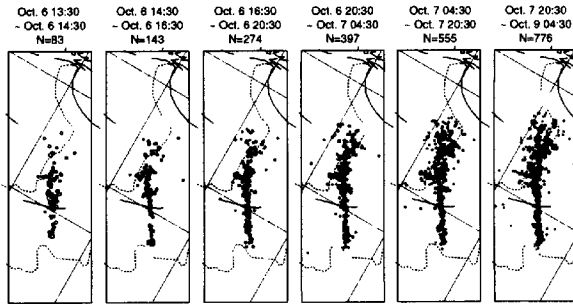 Oct. 6 13:30
~ Oct. 6 14:30
N=83
Oct. 6 14:30
~ Oct. 6 16:30
N=143
Oct. 6 16:30
~ Oct. 6 20:30
N=274
Oct. 6 20:30
~ Oct. 7 04:30
N=397
Oct. 7 04:30
~ Oct. 7 20:30
N=555
Oct. 7 20:30
~ Oct. 9 04:30
N=776